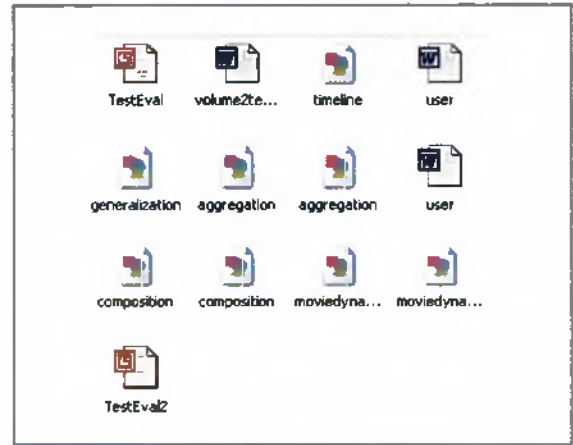 TestEval volume2te... timeline user
generalization aggregation aggregation user
composition composition moviedyna... moviedyna...
TestEval2